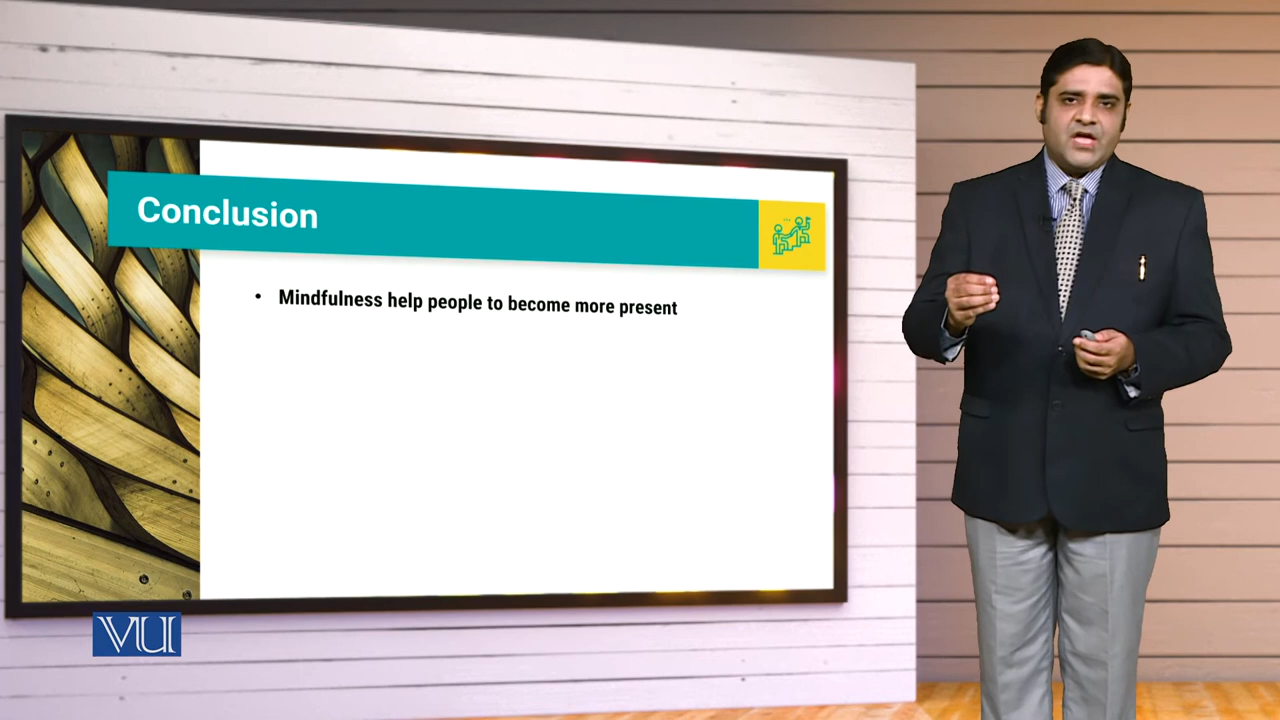 Conclusion
• Mindfulness help people to become more present
VU